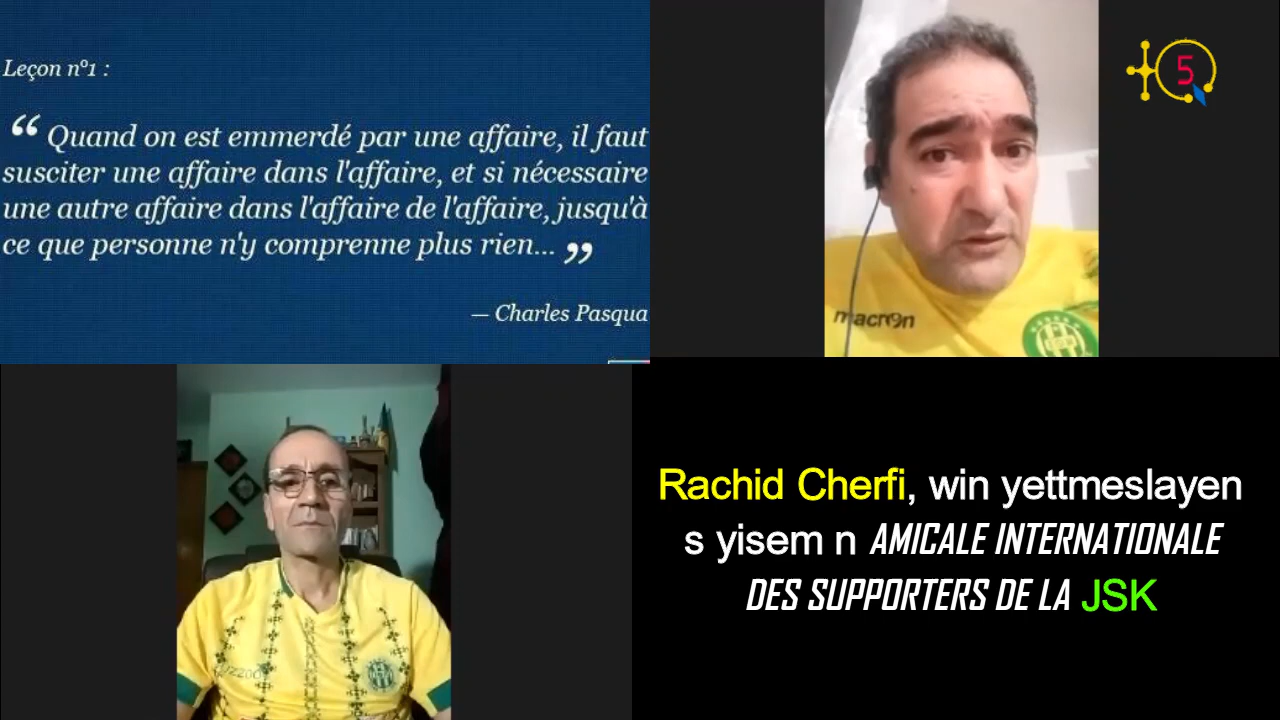 Leçon n°1 :
“ Quand on est emmerdé par une affaire, il faut
susciter une affaire dans l'affaire, et si nécessaire
une autre affaire dans l'affaire de l'affaire, jusqu'à
ce que personne n'y comprenne plus rien... ”
— Charles Pasqua
5
macron
Rachid Cherfi, win yettmeslayen
s yisem n AMICALE INTERNATIONALE
DES SUPPORTERS DE LA JSK